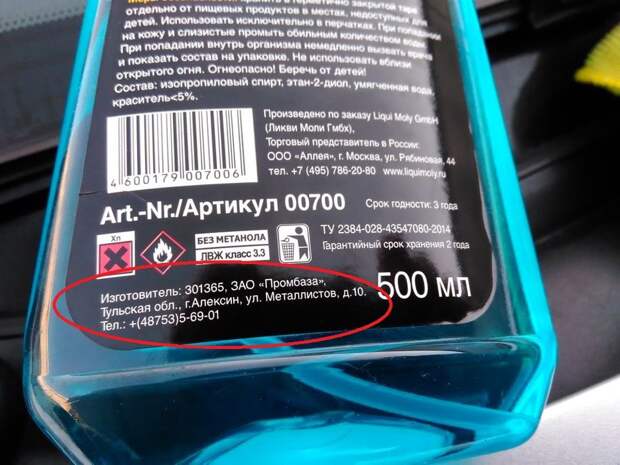 Меры безопасности: хранить в герметично закрытой таре
отдельно от пищевых продуктов в местах, недоступных для
детей. Использовать исключительно в перчатках. При попадании
на кожу и слизистые промыть обильным количеством воды.
При попадании внутрь организма немедленно вызвать врача
и показать состав на упаковке. Не использовать вблизи
открытого огня. Огнеопасно! Беречь от детей!
Состав: изопропиловый спирт, этан-2-диол, умягченная вода,
краситель<5%.
Произведено по заказу Liqui Moly GmbH
(Ликви Моли Гмбх),
Торговый представитель в России:
ООО «Аллея», г. Москва, ул. Рябиновая, 44
тел. +7 (495) 786-20-80 www.liquimoly.ru
4 600179 007006
Art.-Nr./Артикул 00700
Срок годности: 3 года
Xn
БЕЗ МЕТАНОЛА
ЛВЖ класс 3.3
ТУ 2384-028-43547080-2014
Гарантийный срок хранения 2 года
Изготовитель: 301365, ЗАО «Промбаза»,
Тульская обл., г.Алексин, ул. Металлистов, д.10.
Тел.: +(48753)5-69-01
500 мл